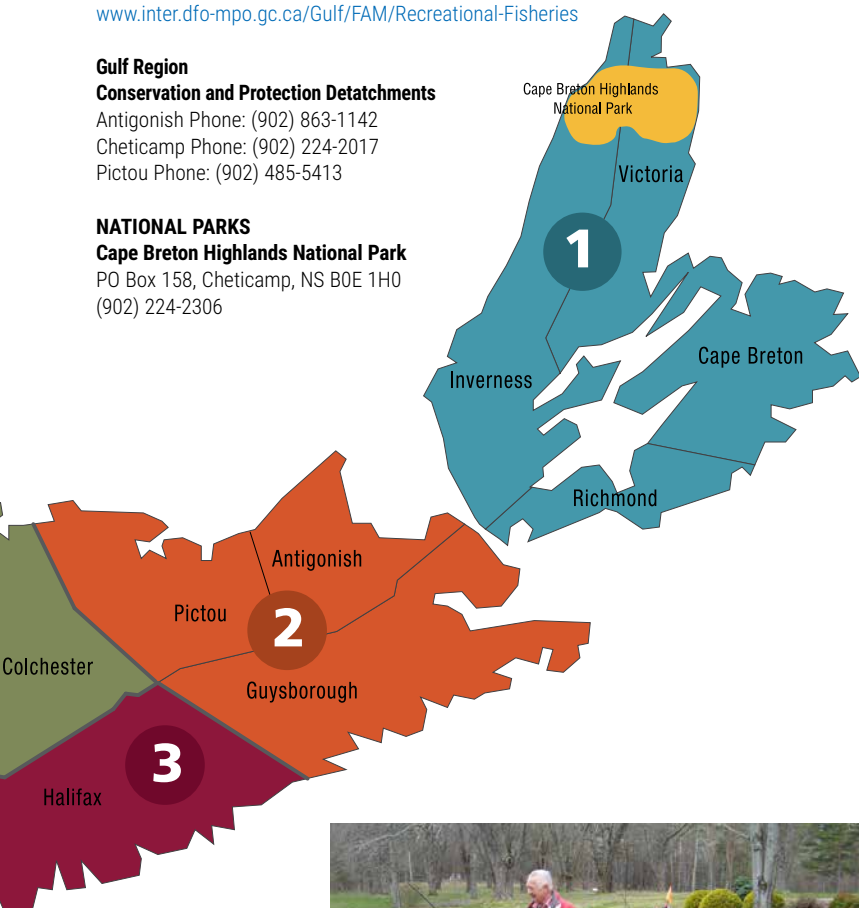 www.inter.dfo-mpo.gc.ca/Gulf/FAM/Recreational-Fisheries
Gulf Region
Conservation and Protection Detatchments
Antigonish Phone: (902) 863-1142
Cheticamp Phone: (902) 224-2017
Pictou Phone: (902) 485-5413
NATIONAL PARKS
Cape Breton Highlands National Park
PO Box 158, Cheticamp, NS B0E 1H0
(902) 224-2306
Cape Breton Highlands
National Park
Victoria
1
Cape Breton
Inverness
Richmond
Antigonish
Pictou
2
Colchester
Guysborough
3
Halifax